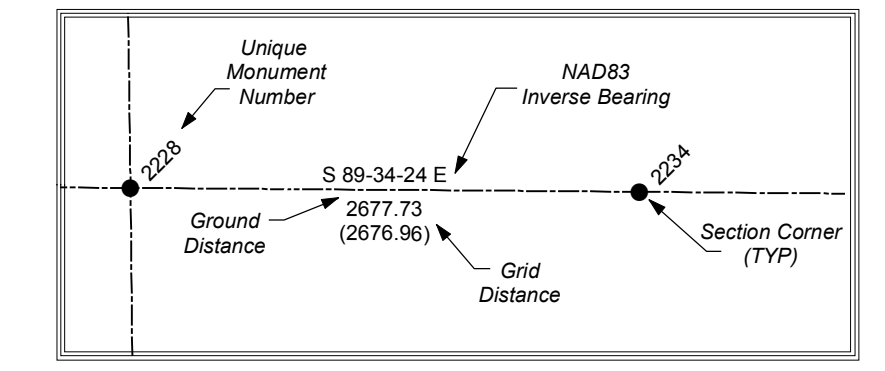 Unique
Monument
Number
NAD83
Inverse Bearing
2228
2234
S 89-34-24 E
Ground
Distance
2677.73
(2676.96)
Section Corner
(TYP)
Grid
Distance